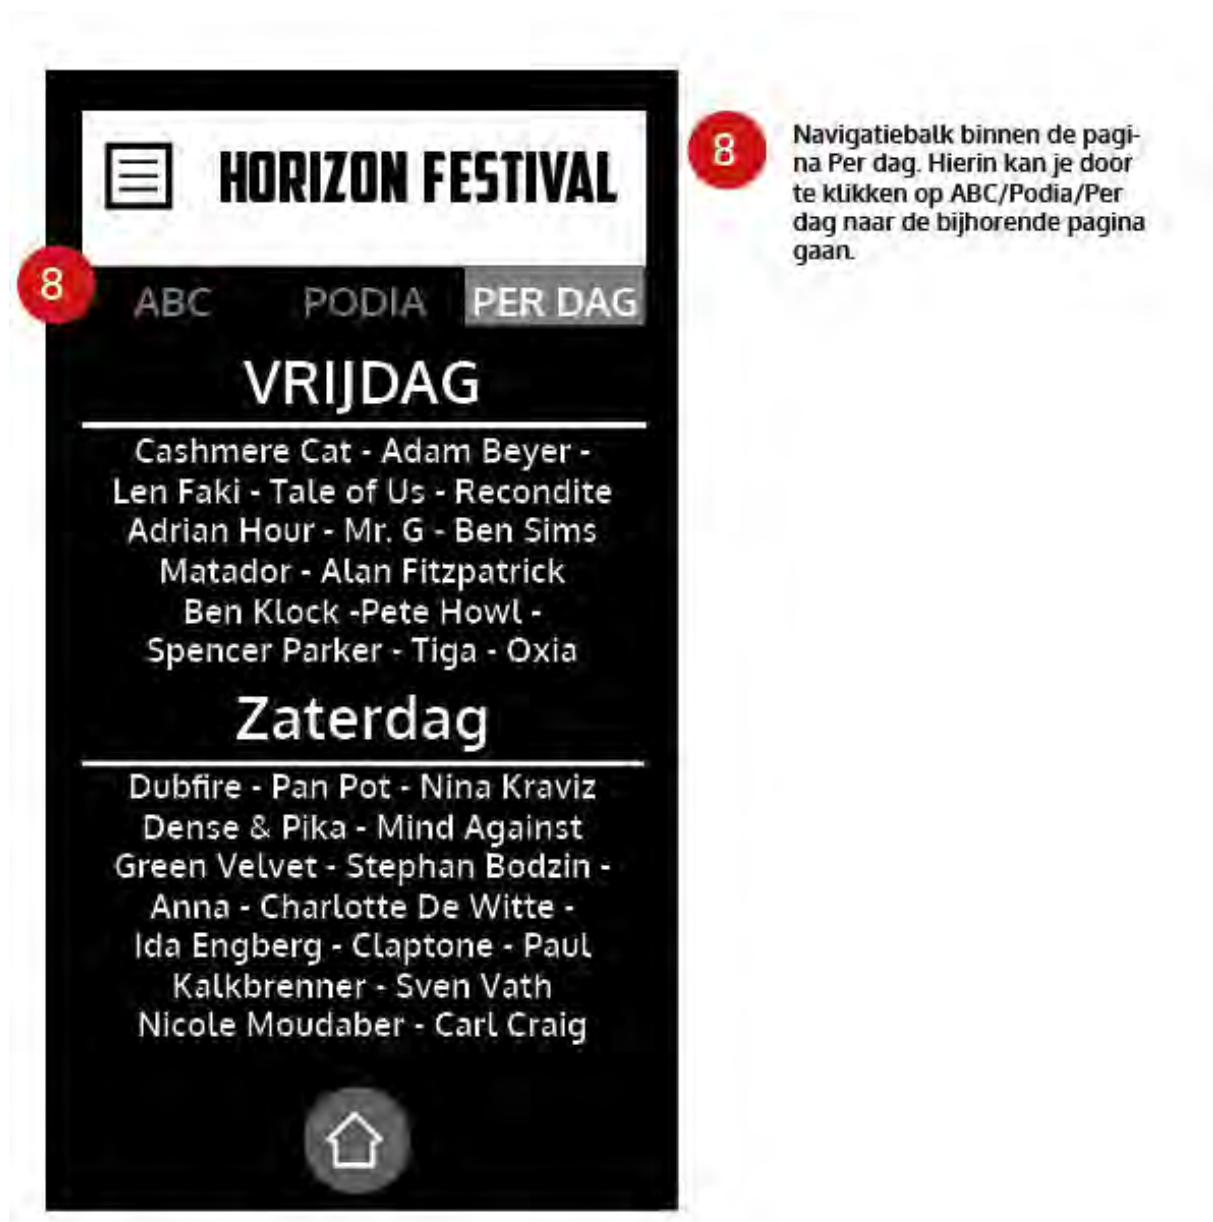 HORIZON FESTIVAL
8
ABC PODIA PER DAG
VRIJDAG
Cashmere Cat - Adam Beyer -
Len Faki - Tale of Us - Recondite
Adrian Hour - Mr. G - Ben Sims
Matador - Alan Fitzpatrick
Ben Klock -Pete Howl -
Spencer Parker - Tiga - Oxia
Zaterdag
Dubfire - Pan Pot - Nina Kraviz
Dense & Pika - Mind Against
Green Velvet - Stephan Bodzin -
Anna - Charlotte De Witte -
Ida Engberg - Claptone - Paul
Kalkbrenner - Sven Vath
Nicole Moudaber - Carl Craig
8
Navigatiebalk binnen de pagi-
na Per dag. Hierin kan je door
te klikken op ABC/Podia/Per
dag naar de bijhorende pagina
gaan.